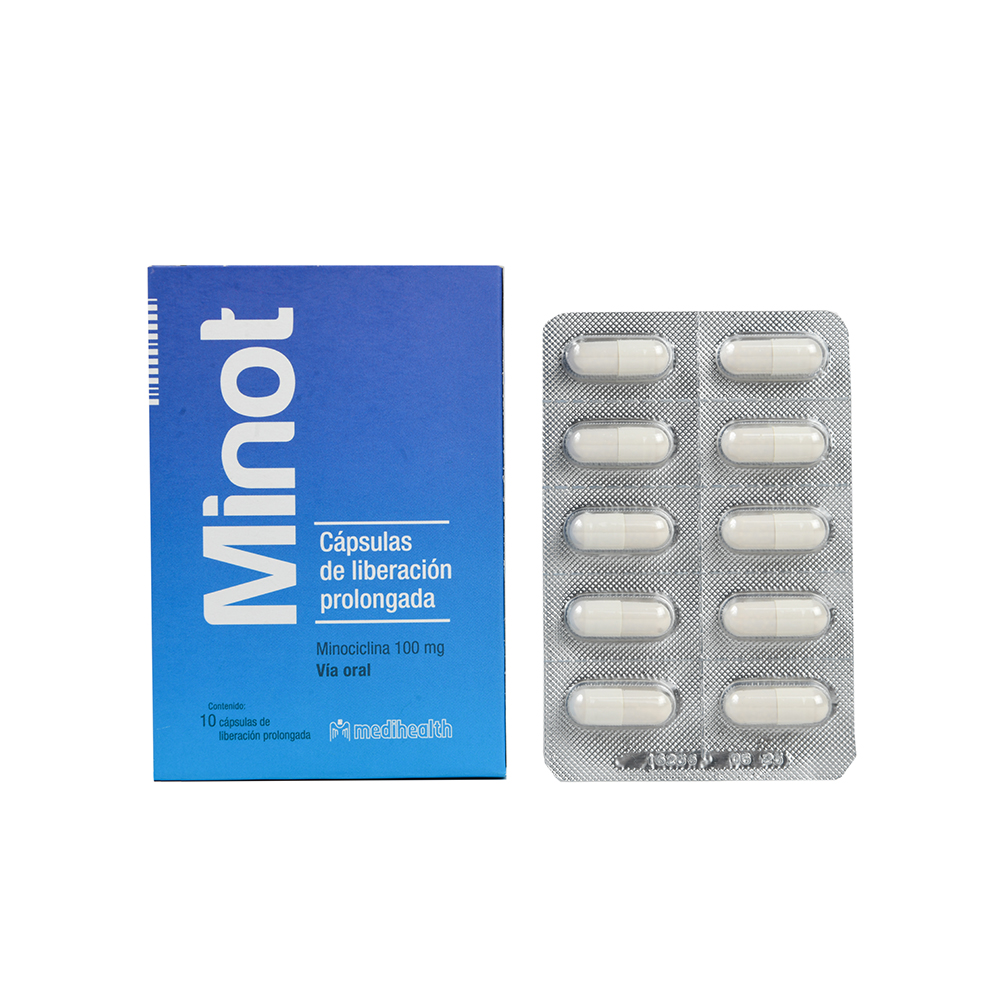 Minot
Cápsulas
de liberación
prolongada
Minociclina 100 mg
Vía oral
Contenido:
10 cápsulas de
liberación prolongada
medihealth